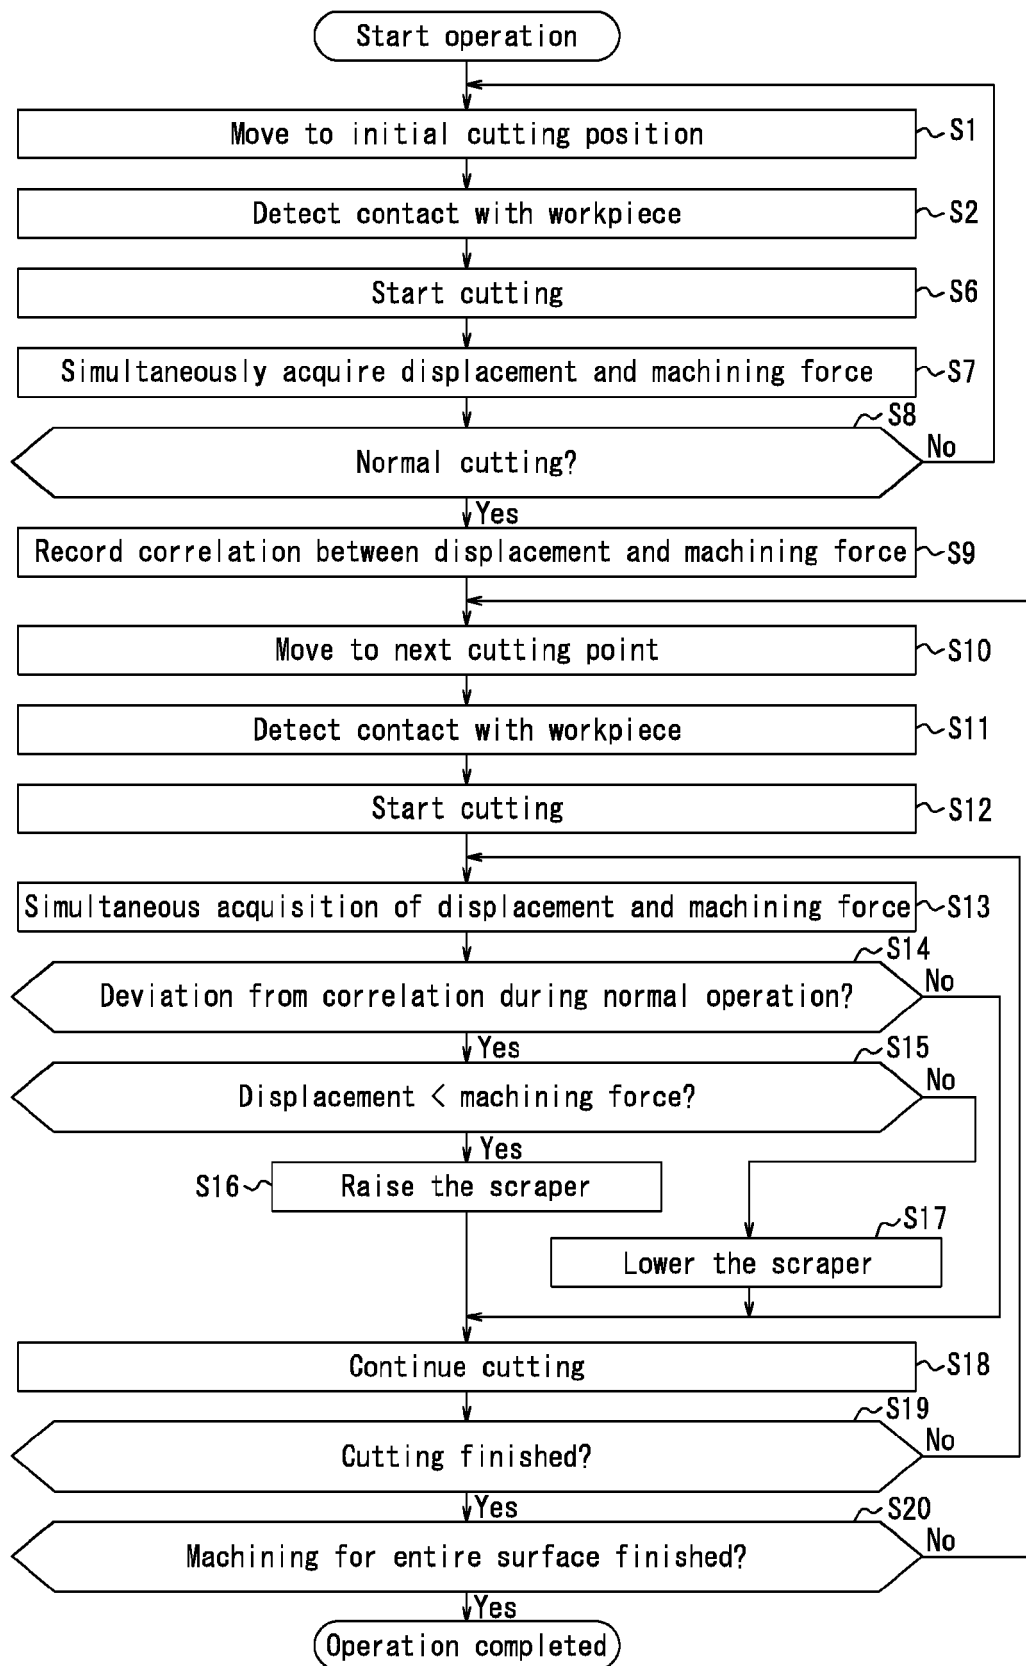 Start operation
Move to initial cutting position
S1
Detect contact with workpiece
S2
Start cutting
S6
Simultaneously acquire displacement and machining force
S7
S8
Normal cutting?
No
Yes
Record correlation between displacement and machining force
S9
Move to next cutting point
S10
Detect contact with workpiece
S11
Start cutting
S12
Simultaneous acquisition of displacement and machining force
S13
S14
Deviation from correlation during normal operation?
No
Yes
S15
Displacement < machining force?
No
Yes
S16
Raise the scraper
S17
Lower the scraper
Continue cutting
S18
S19
Cutting finished?
No
Yes
S20
Machining for entire surface finished?
No
Yes
Operation completed